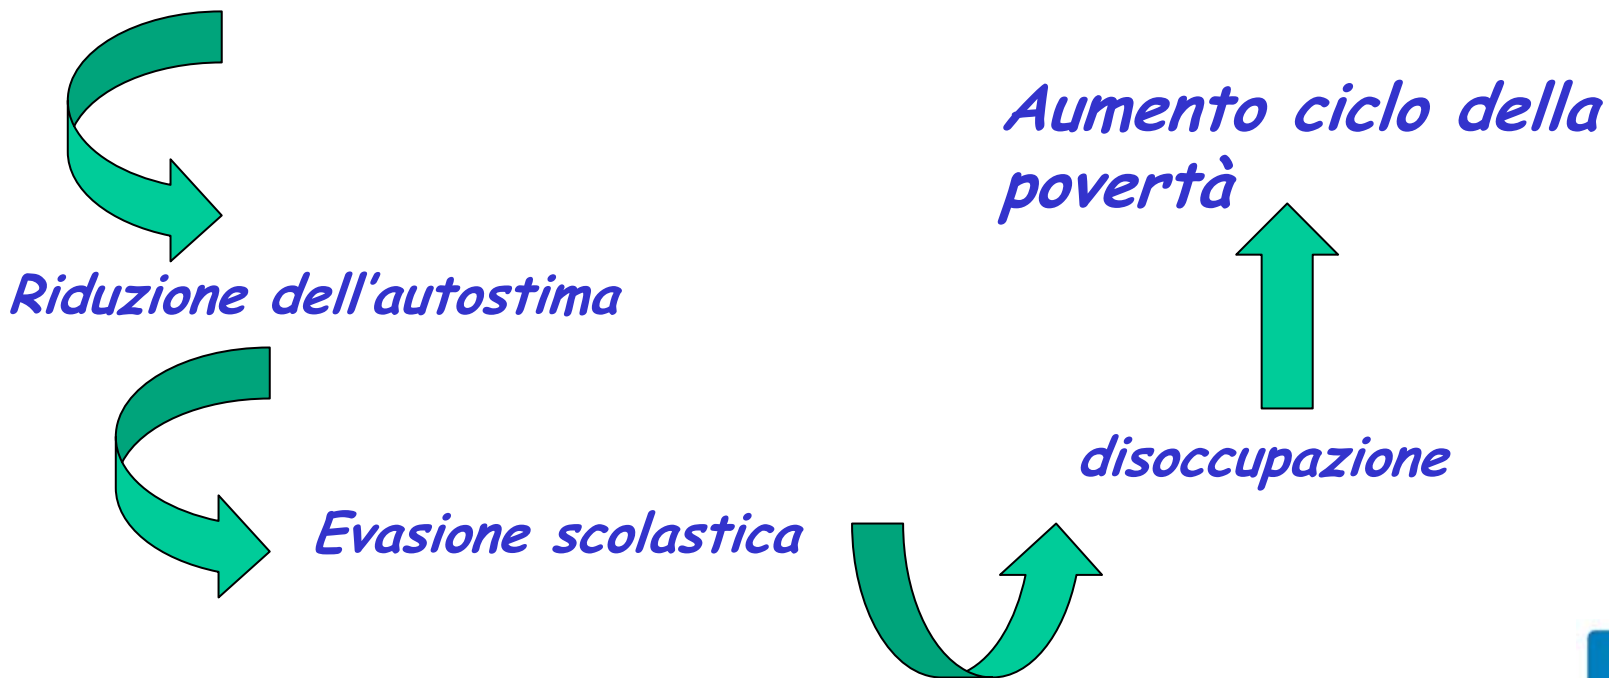 Riduzione dell'autostima
Evasione scolastica
disoccupazione
Aumento ciclo della
povertà